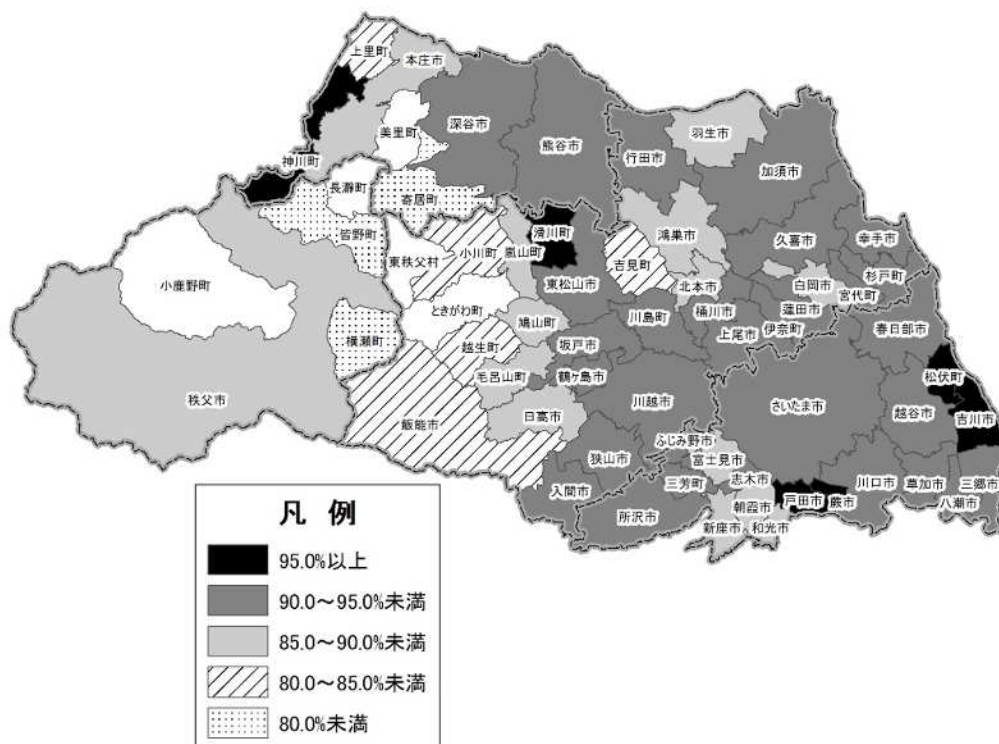 上里町
本庄市
美里町
深谷市
熊谷市
行田市
羽生市
加須市
神川町
長瀞町
寄居町
皆野町
小川町
嵐山町
滑川町
吉見町
鴻巣市
久喜市
幸手市
東秩父村
小鹿野町
東松山市
北本市
白岡市
杉戸町
宮代町
ときがわ町
鳩山町
川島町
桶川市
蓮田市
上尾市
伊奈町
春日部市
横瀬町
越生町
坂戸市
毛呂山町
鶴ヶ島市
秩父市
川越市
さいたま市
松伏町
越谷市
吉川市
飯能市
日高市
ふじみ野市
富士見市
狭山市
三芳町
志木市
入間市
所沢市
朝霞市
新座市
和光市
戸田市
蕨市
川口市
草加市
三郷市
八潮市
凡 例
95.0%以上
90.0～95.0%未満
85.0～90.0%未満
80.0～85.0%未満
80.0%未満